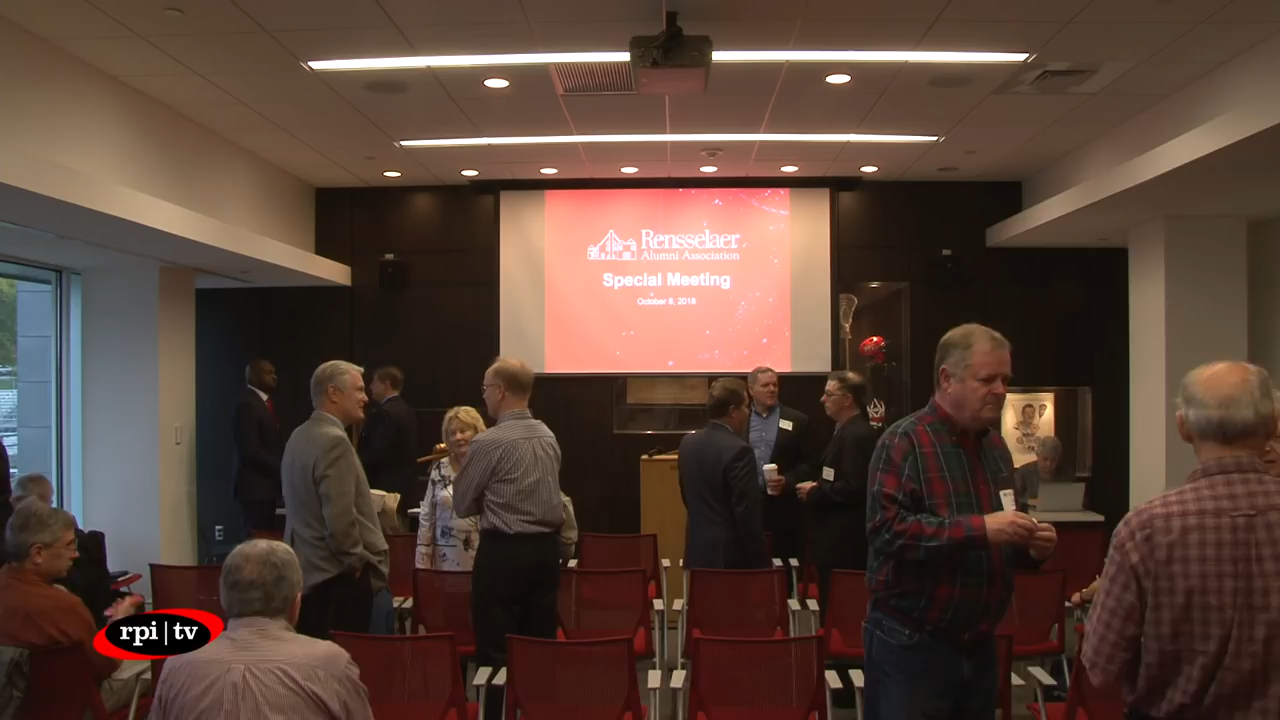 Rensselaer
Alumni Association
Special Meeting
October 8, 2018
rpi|tv